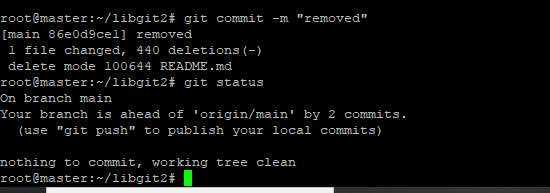 root@master:~/libgit2# git commit -m "removed"
[main 86e0d9ce1] removed
 1 file changed, 440 deletions(-)
 delete mode 100644 README.md
root@master:~/libgit2# git status
On branch main
Your branch is ahead of 'origin/main' by 2 commits.
  (use "git push" to publish your local commits)

nothing to commit, working tree clean
root@master:~/libgit2#